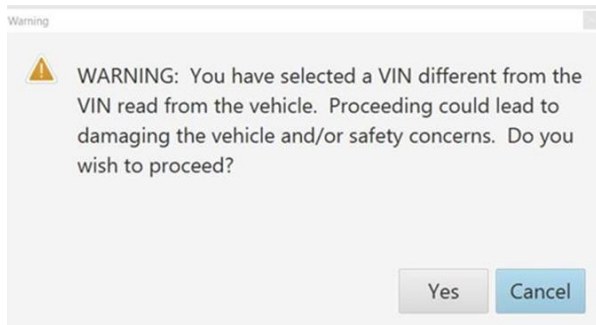 Warning
WARNING:  You have selected a VIN different from the
VIN read from the vehicle.  Proceeding could lead to
damaging the vehicle and/or safety concerns.  Do you
wish to proceed?
Yes
Cancel